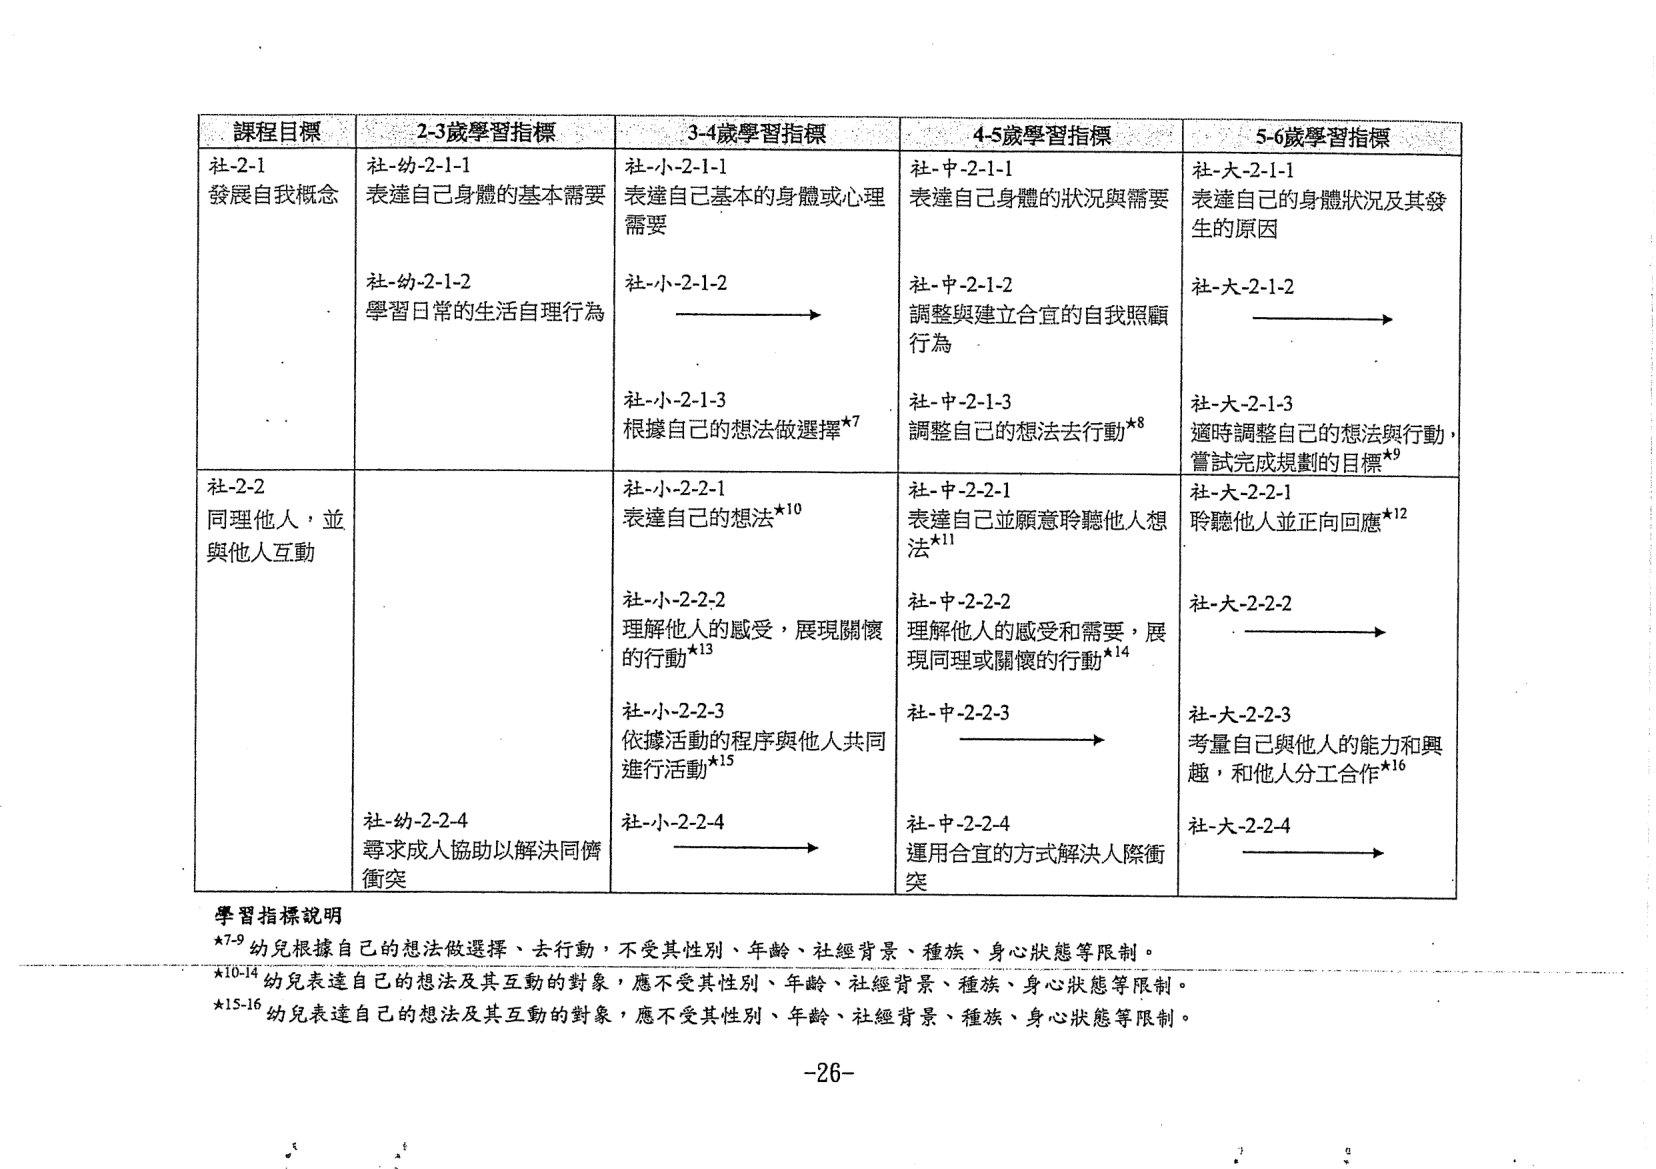 課程目標
2-3歲學習指標
3-4歲學習指標
4-5歲學習指標
5-6歲學習指標
社-2-1
發展自我概念
社-幼-2-1-1
表達自己身體的基本需要
社-小-2-1-1
表達自己基本的身體或心理
需要
社-中-2-1-1
表達自己身體的狀況與需要
社-大-2-1-1
表達自己的身體狀況及其發
生的原因
社-幼-2-1-2
學習日常的生活自理行為
社-小-2-1-2
社-中-2-1-2
調整與建立合宜的自我照顧
行為
社-大-2-1-2
社-小-2-1-3
根據自己的想法做選擇★7
社-中-2-1-3
調整自己的想法去行動★8
社-大-2-1-3
適時調整自己的想法與行動，
嘗試完成規劃的目標★9
社-2-2
同理他人，並
與他人互動
社-小-2-2-1
表達自己的想法★10
社-中-2-2-1
表達自己並願意聆聽他人想
法★11
社-大-2-2-1
聆聽他人並正向回應★12
社-小-2-2-2
理解他人的感受，展現關懷
的行動★13
社-中-2-2-2
理解他人的感受和需要，展
現同理或關懷的行動★14
社-大-2-2-2
社-小-2-2-3
依據活動的程序與他人共同
進行活動★15
社-中-2-2-3
社-大-2-2-3
考量自己與他人的能力和興
趣，和他人分工合作★16
社-幼-2-2-4
尋求成人協助以解決同儕
衝突
社-小-2-2-4
社-中-2-2-4
運用合宜的方式解決人際衝
突
社-大-2-2-4
學習指標說明
★7-9 幼兒根據自己的想法做選擇、去行動，不受其性別、年齡、社經背景、種族、身心狀態等限制。
★10-14 幼兒表達自己的想法及其互動的對象，應不受其性別、年齡、社經背景、種族、身心狀態等限制。
★15-16 幼兒表達自己的想法及其互動的對象，應不受其性別、年齡、社經背景、種族、身心狀態等限制。
-26-